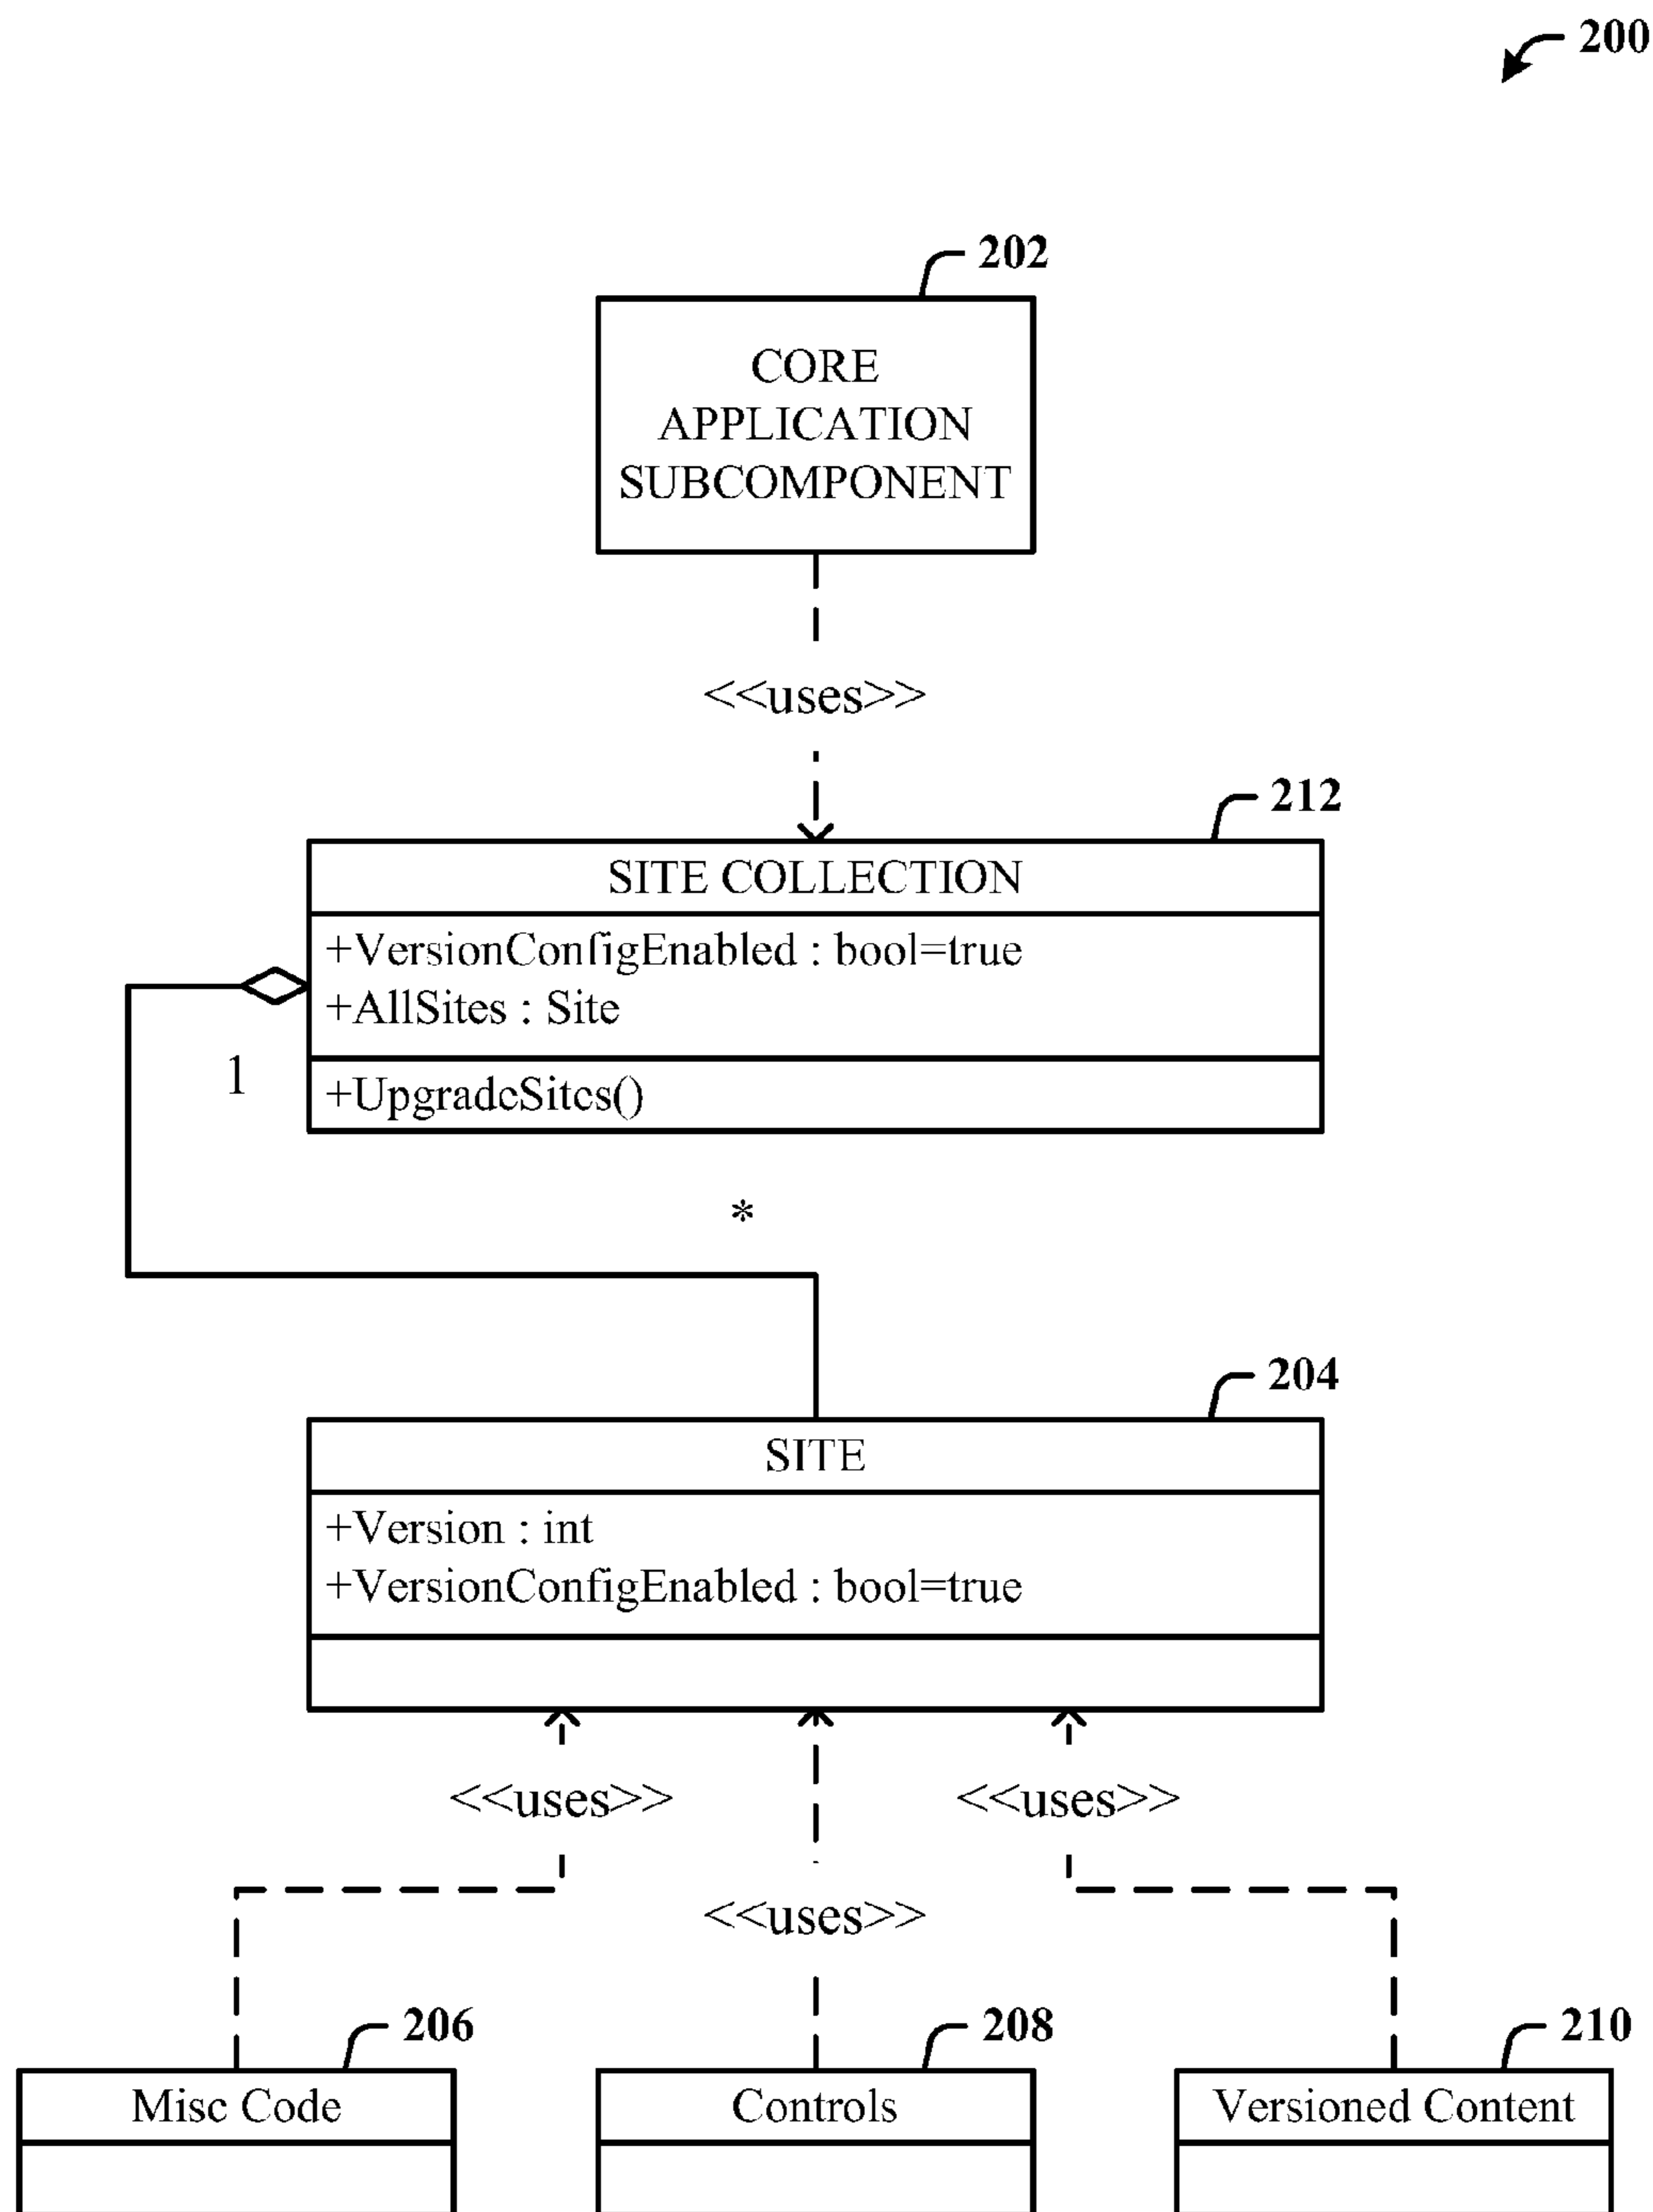 200
202
CORE
APPLICATION
SUBCOMPONENT
<<uses>>
212
SITE COLLECTION
+VersionConfigEnabled : bool=true
+AllSites : Site
1
+UpgradeSites()
*
204
SITE
+Version : int
+VersionConfigEnabled : bool=true
<<uses>>
<<uses>>
<<uses>>
206
208
210
Misc Code
Controls
Versioned Content